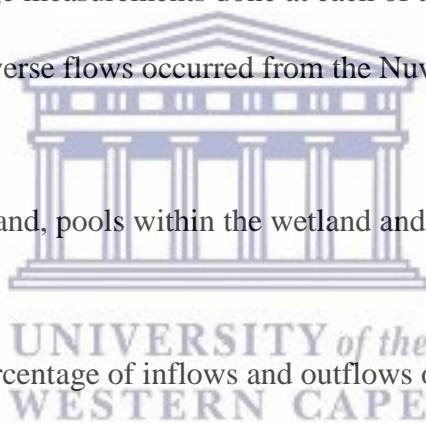 ge measurements done at each of
verse flows occurred from the Nuv
and, pools within the wetland and
UNIVERSITY of the
rcentage of inflows and outflows
WESTERN CAPE